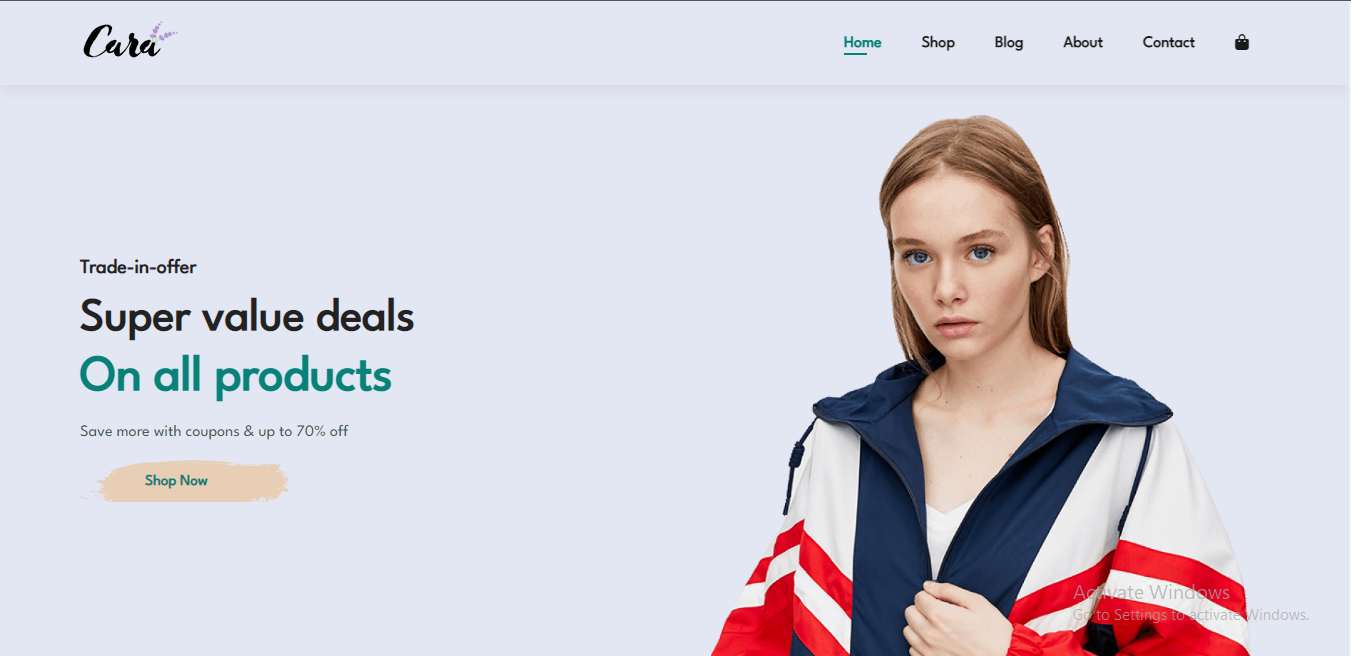 Cara
Home Shop Blog About Contact
Trade-in-offer
Super value deals
On all products
Save more with coupons & up to 70% off
Shop Now
Activate Windows
Go to Settings to activate Windows.